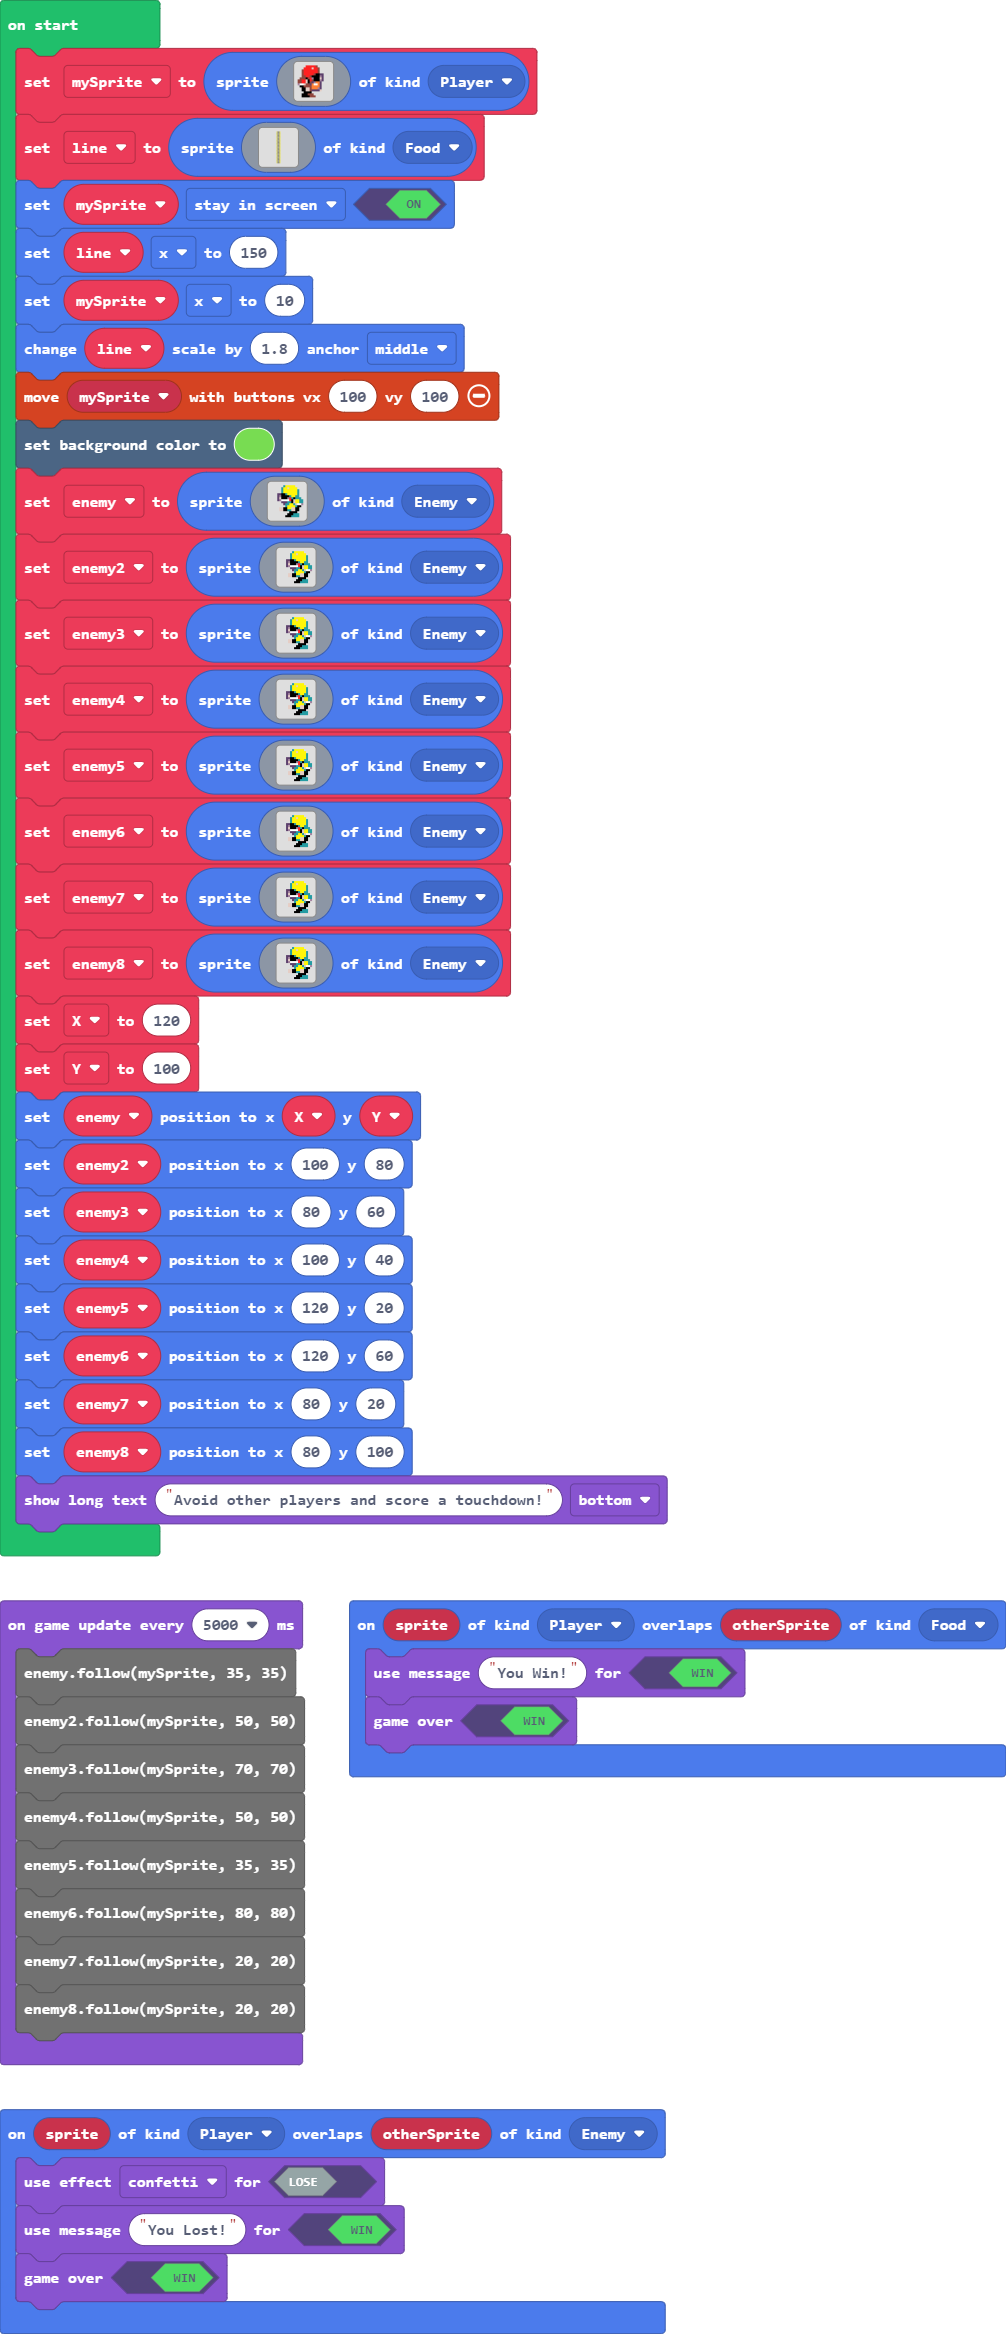 on start
set mySprite to sprite of kind Player
set line to sprite of kind Food
set mySprite stay in screen ON
set line x to 150
set mySprite x to 10
change line scale by 1.8 anchor middle
move mySprite with buttons vx 100 vy 100
set background color to
set enemy to sprite of kind Enemy
set enemy2 to sprite of kind Enemy
set enemy3 to sprite of kind Enemy
set enemy4 to sprite of kind Enemy
set enemy5 to sprite of kind Enemy
set enemy6 to sprite of kind Enemy
set enemy7 to sprite of kind Enemy
set enemy8 to sprite of kind Enemy
set X to 120
set Y to 100
set enemy position to x X y Y
set enemy2 position to x 100 y 80
set enemy3 position to x 80 y 60
set enemy4 position to x 100 y 40
set enemy5 position to x 120 y 20
set enemy6 position to x 120 y 60
set enemy7 position to x 80 y 20
set enemy8 position to x 80 y 100
show long text "Avoid other players and score a touchdown!" bottom
on game update every 5000 ms
enemy.follow(mySprite, 35, 35)
enemy2.follow(mySprite, 50, 50)
enemy3.follow(mySprite, 70, 70)
enemy4.follow(mySprite, 50, 50)
enemy5.follow(mySprite, 35, 35)
enemy6.follow(mySprite, 80, 80)
enemy7.follow(mySprite, 20, 20)
enemy8.follow(mySprite, 20, 20)
on sprite of kind Player overlaps otherSprite of kind Food
use message "You Win!" for WIN
game over WIN
on sprite of kind Player overlaps otherSprite of kind Enemy
use effect confetti for LOSE
use message "You Lost!" for WIN
game over WIN